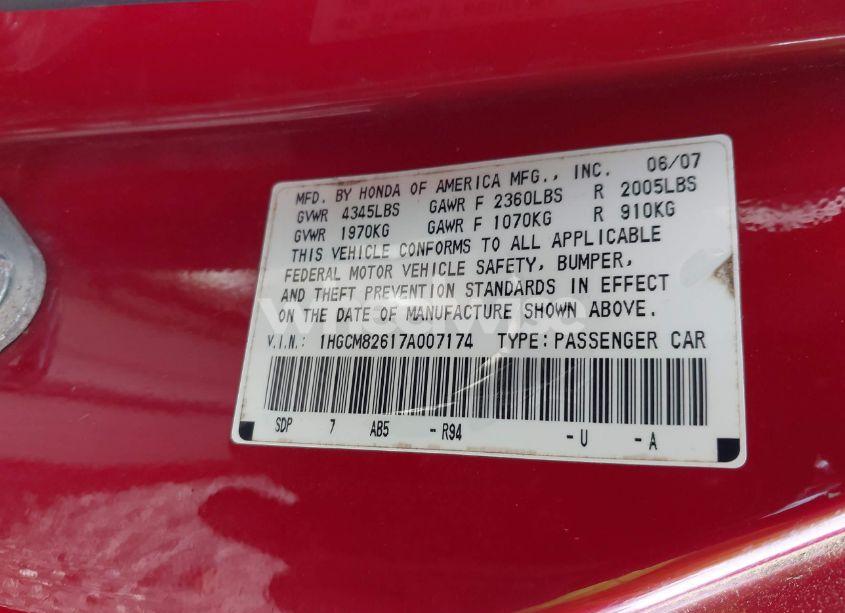 MFD. BY HONDA OF AMERICA MFG., INC. 06/07
GVWR 4345LBS GAWR F 2360LBS R 2005LBS
GVWR 1970KG GAWR F 1070KG R 910KG
THIS VEHICLE CONFORMS TO ALL APPLICABLE
FEDERAL MOTOR VEHICLE SAFETY, BUMPER,
AND THEFT PREVENTION STANDARDS IN EFFECT
ON THE DATE OF MANUFACTURE SHOWN ABOVE.
V.I.N.: 1HGCM82617A007174 TYPE: PASSENGER CAR
SDP 7 AB5 -R94 -U -A